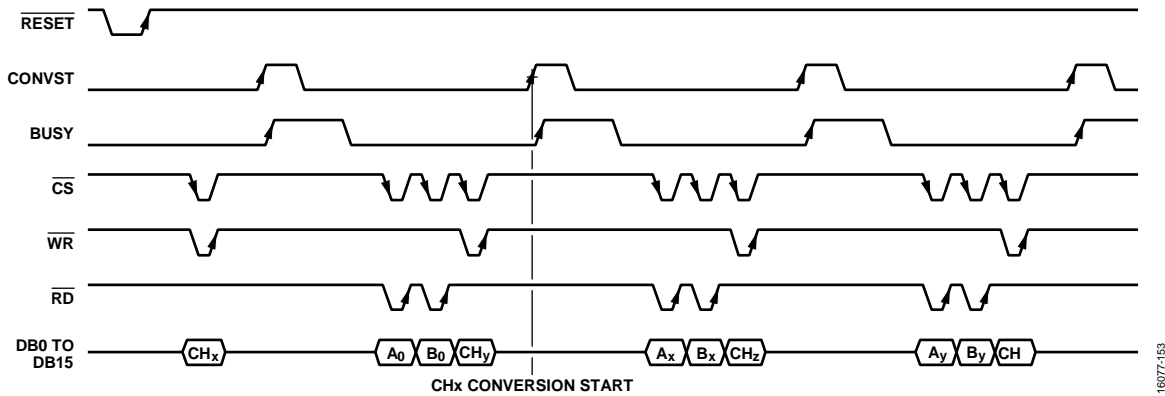 RESET
CONVST
BUSY
CS
WR
RD
DB0 TO
DB15
CHx A0 B0 CHy Ax Bx CHz Ay By CH
CHx CONVERSION START
16077-153